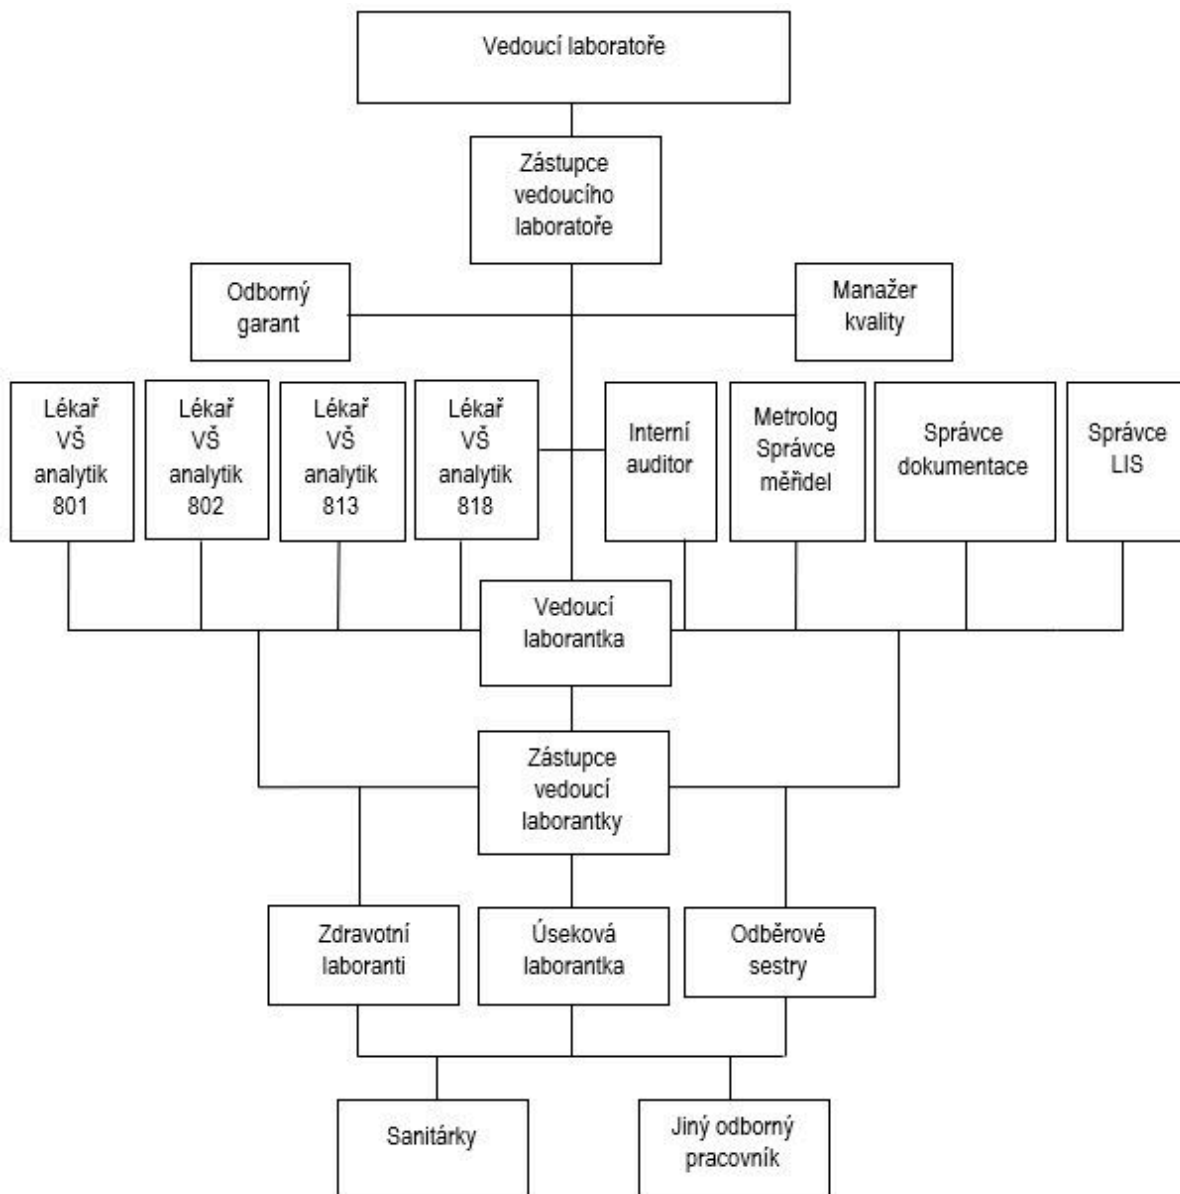 Vedoucí laboratoře
Zástupce
vedoucího
laboratoře
Odborný
garant
Manažer
kvality
Lékař
VŠ
analytik
801
Lékař
VŠ
analytik
802
Lékař
VŠ
analytik
813
Lékař
VŠ
analytik
818
Interní
auditor
Metrolog
Správce
měřidel
Správce
dokumentace
Správce
LIS
Vedoucí
laborantka
Zástupce
vedoucí
laborantky
Zdravotní
laboranti
Úseková
laborantka
Odběrové
sestry
Sanitárky
Jiný odborný
pracovník